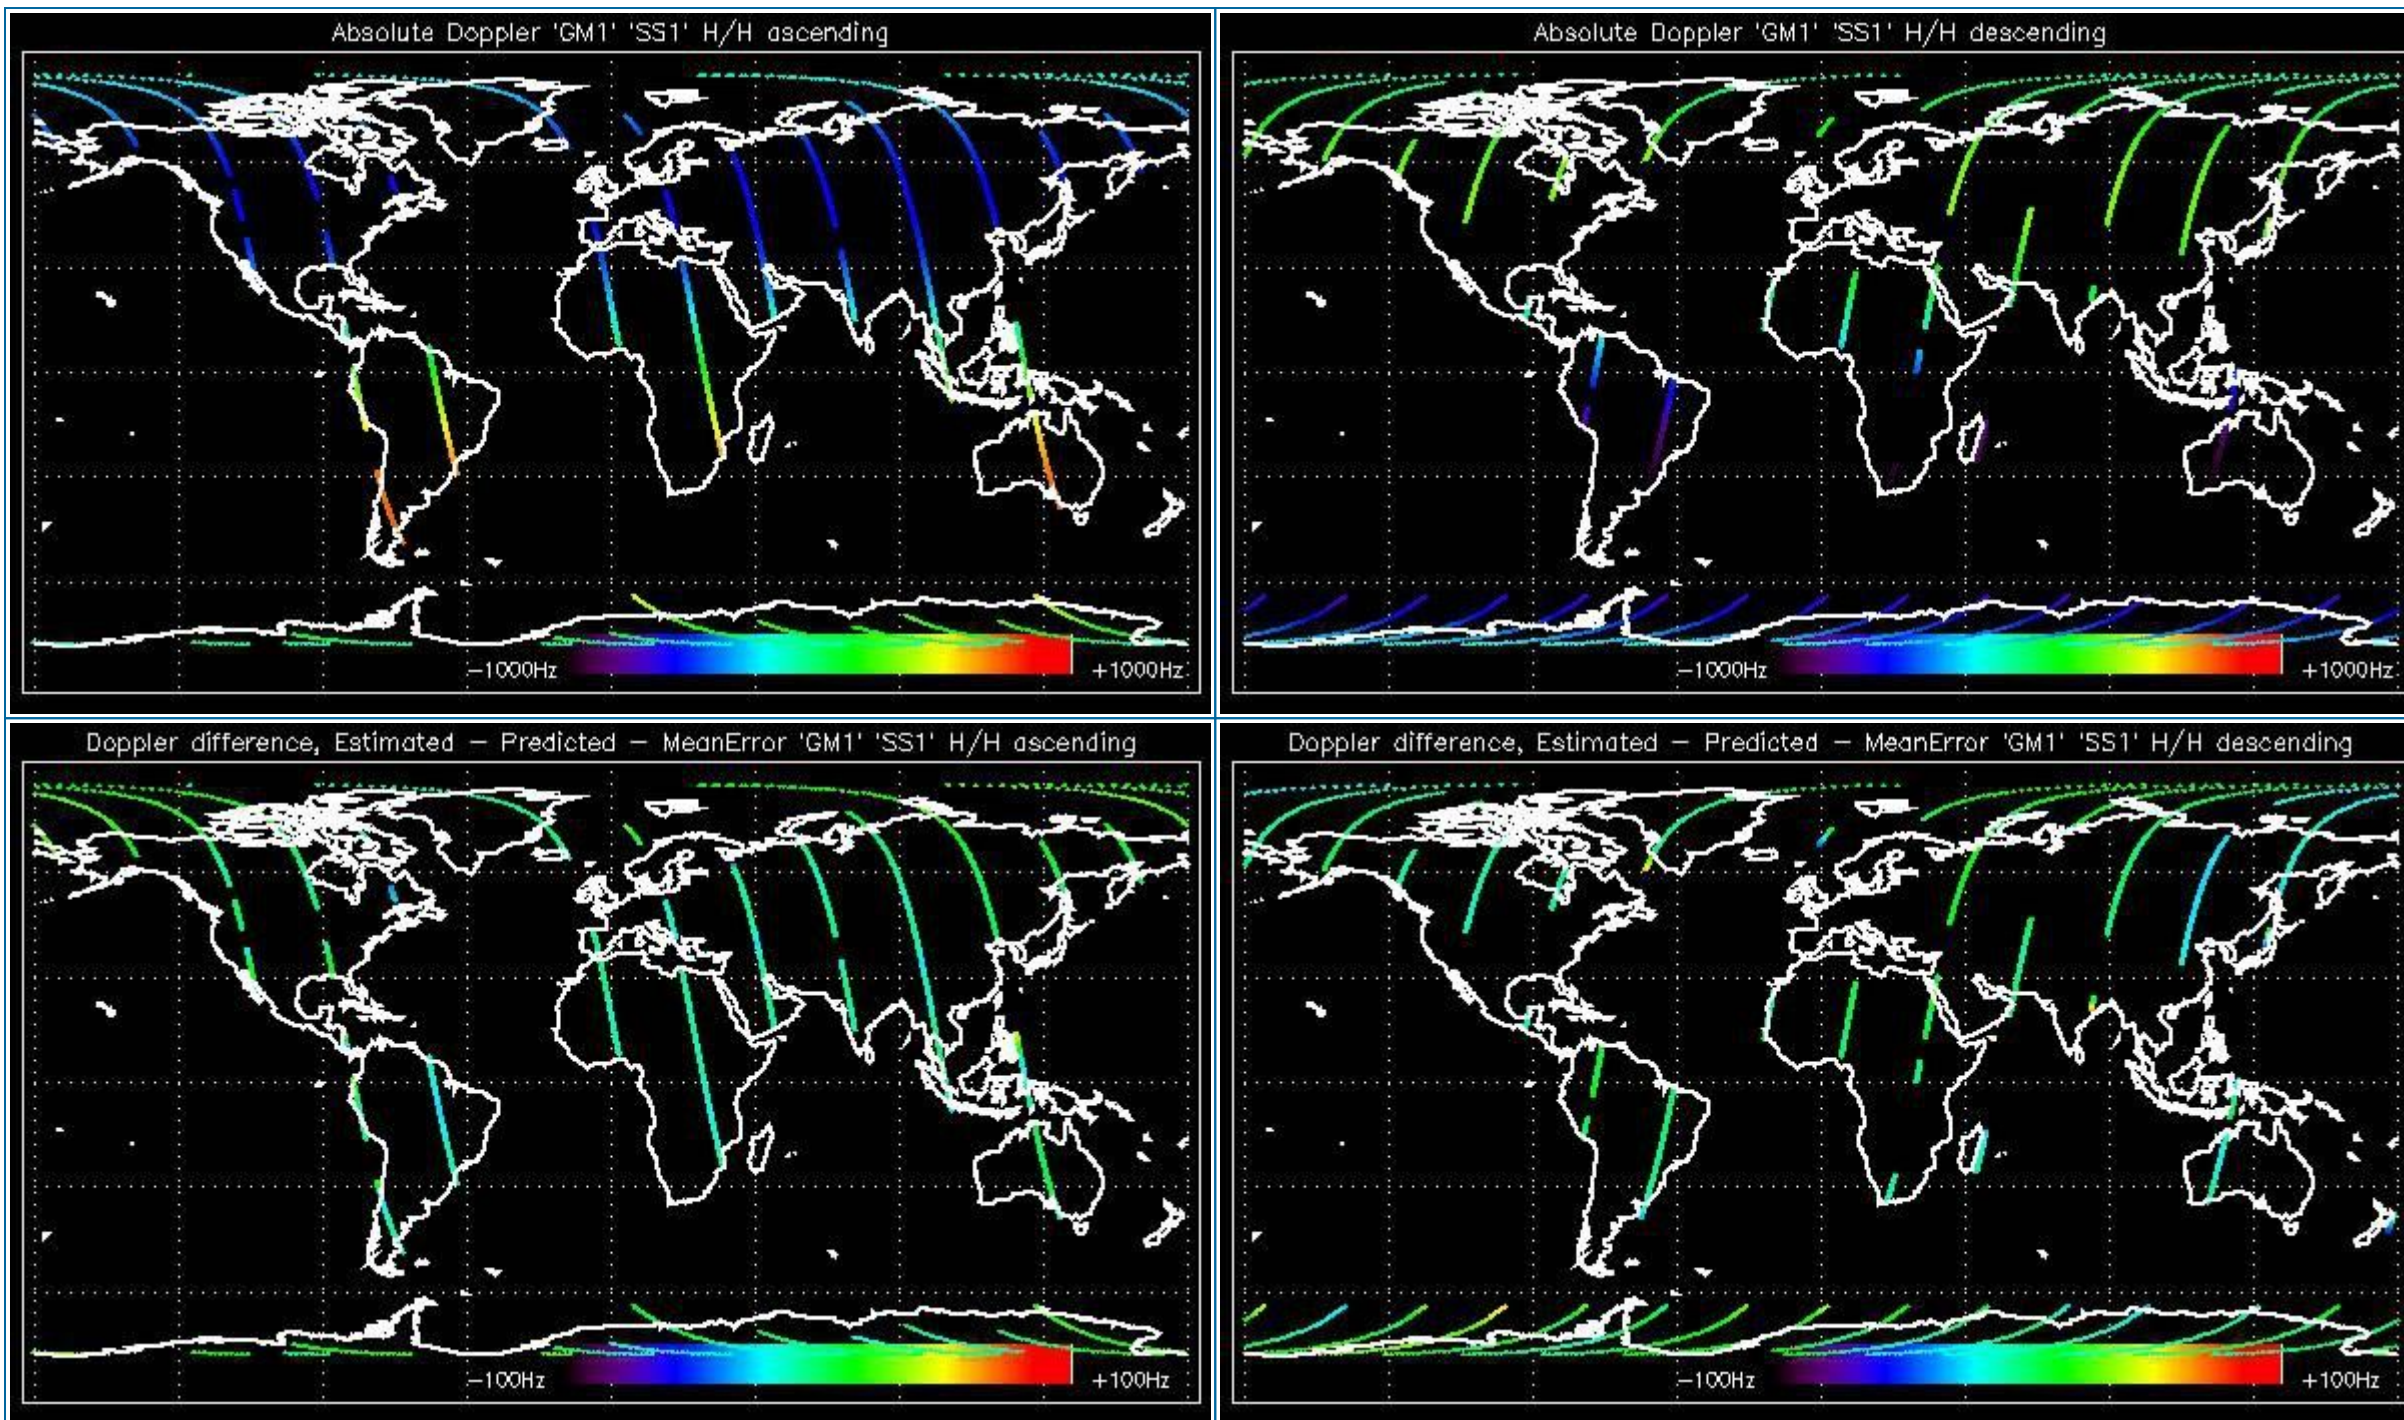 Absolute Doppler 'GM1' 'SS1' H/H ascending
-1000Hz
+1000Hz
Absolute Doppler 'GM1' 'SS1' H/H descending
-1000Hz
+1000Hz
Doppler difference, Estimated - Predicted - MeanError 'GM1' 'SS1' H/H ascending
-100Hz
+100Hz
Doppler difference, Estimated - Predicted - MeanError 'GM1' 'SS1' H/H descending
-100Hz
+100Hz